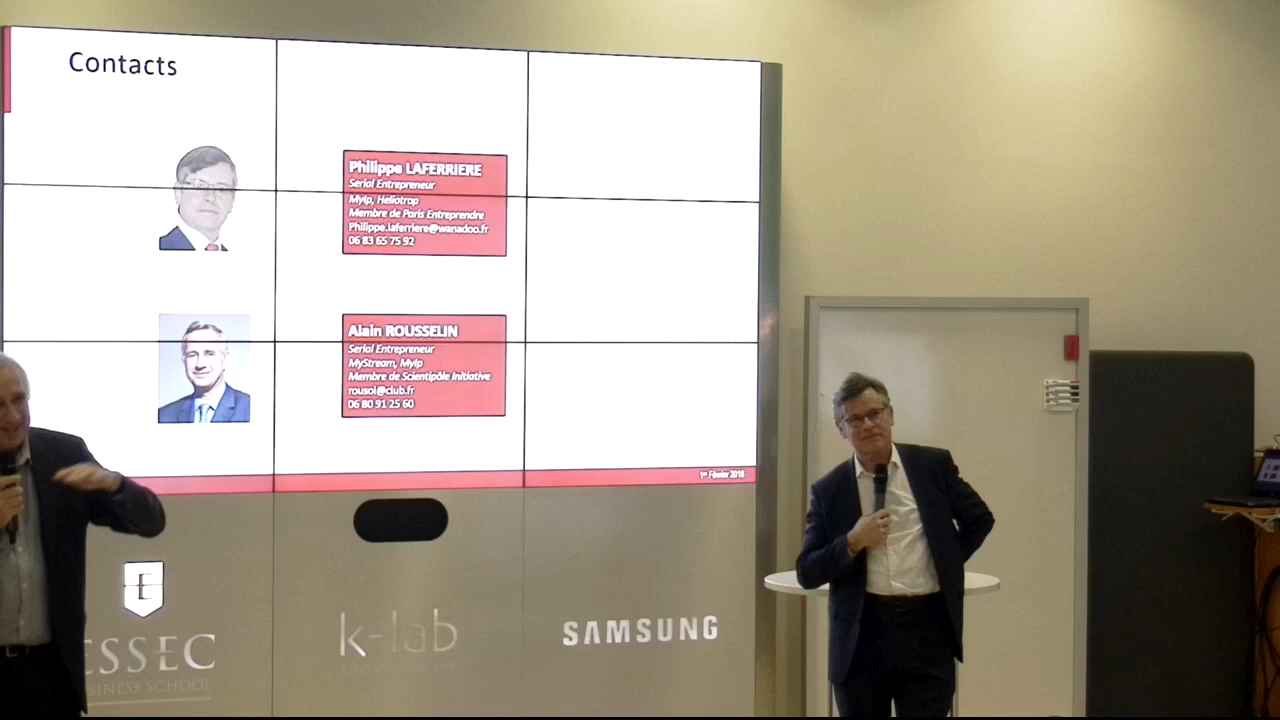 Contacts
Philippe LAFERRIERE
Serial Entrepreneur
MyIp, Heliotrop
Membre de Paris Entreprendre
Philippe.laferriere@wanadoo.fr
06 83 65 75 92
Alain ROUSSELIN
Serial Entrepreneur
MyStream, MyIp
Membre de Scientipôle Initiative
rousol@club.fr
06 80 91 25 60
1er Février 2018
E
ESSEC
BUSINESS SCHOOL
k-lab
SAMSUNG